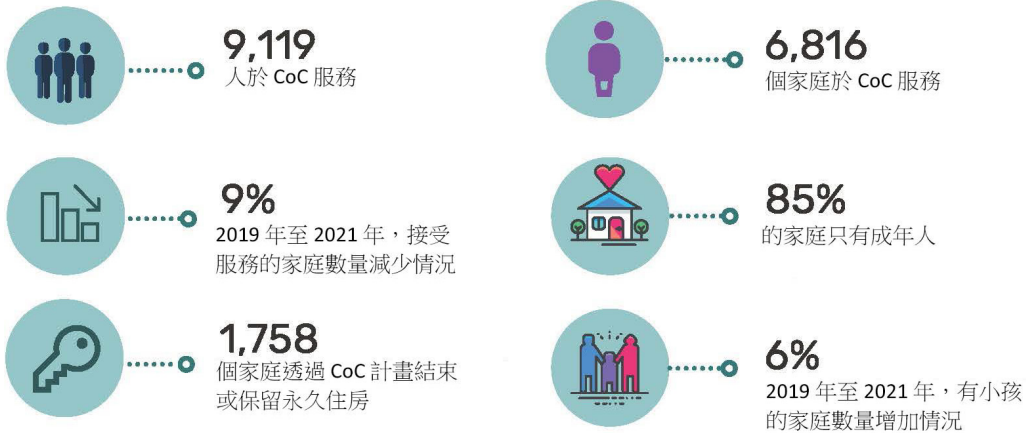 9,119
人於 CoC 服務
6,816
個家庭於 CoC 服務
9%
2019 年至 2021 年，接受
服務的家庭數量減少情況
85%
的家庭只有成年人
1,758
個家庭透過 CoC 計畫結束
或保留永久住房
6%
2019 年至 2021 年，有小孩
的家庭數量增加情況